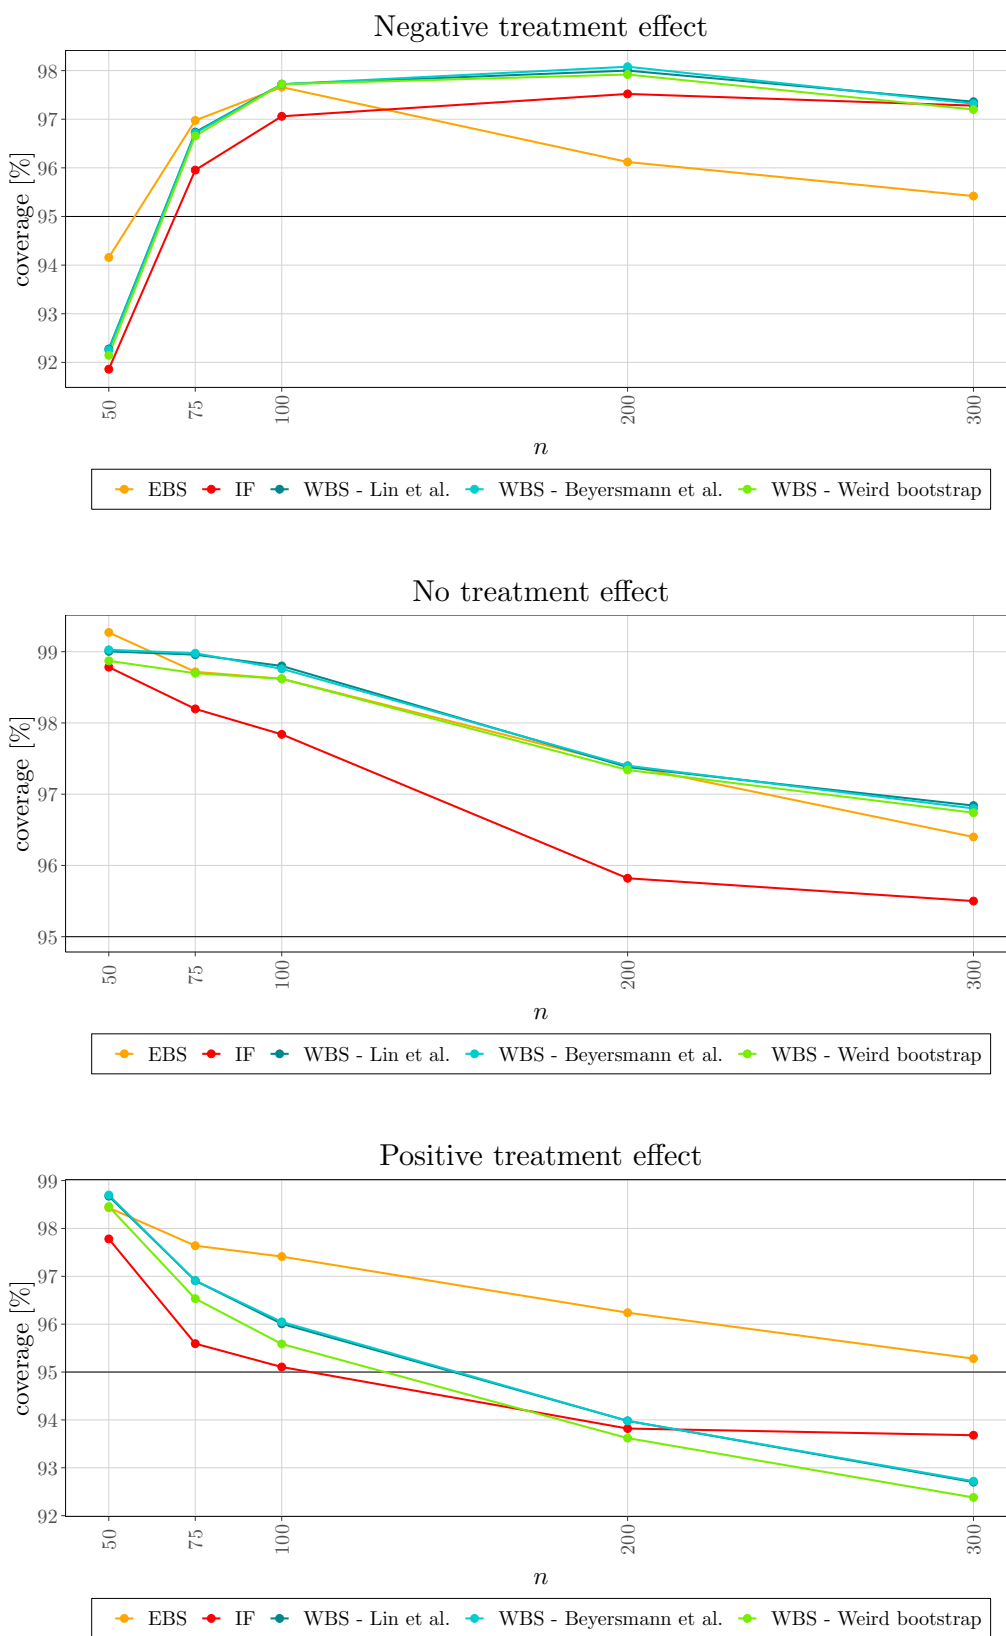 Negative treatment effect
98
97
96
95
94
93
92
coverage [%]
50
75
100
200
300
n
EBS IF WBS - Lin et al. WBS - Beyersmann et al. WBS - Weird bootstrap
No treatment effect
99
98
97
96
95
coverage [%]
50
75
100
200
300
n
EBS IF WBS - Lin et al. WBS - Beyersmann et al. WBS - Weird bootstrap
Positive treatment effect
99
98
97
96
95
94
93
92
coverage [%]
50
75
100
200
300
n
EBS IF WBS - Lin et al. WBS - Beyersmann et al. WBS - Weird bootstrap